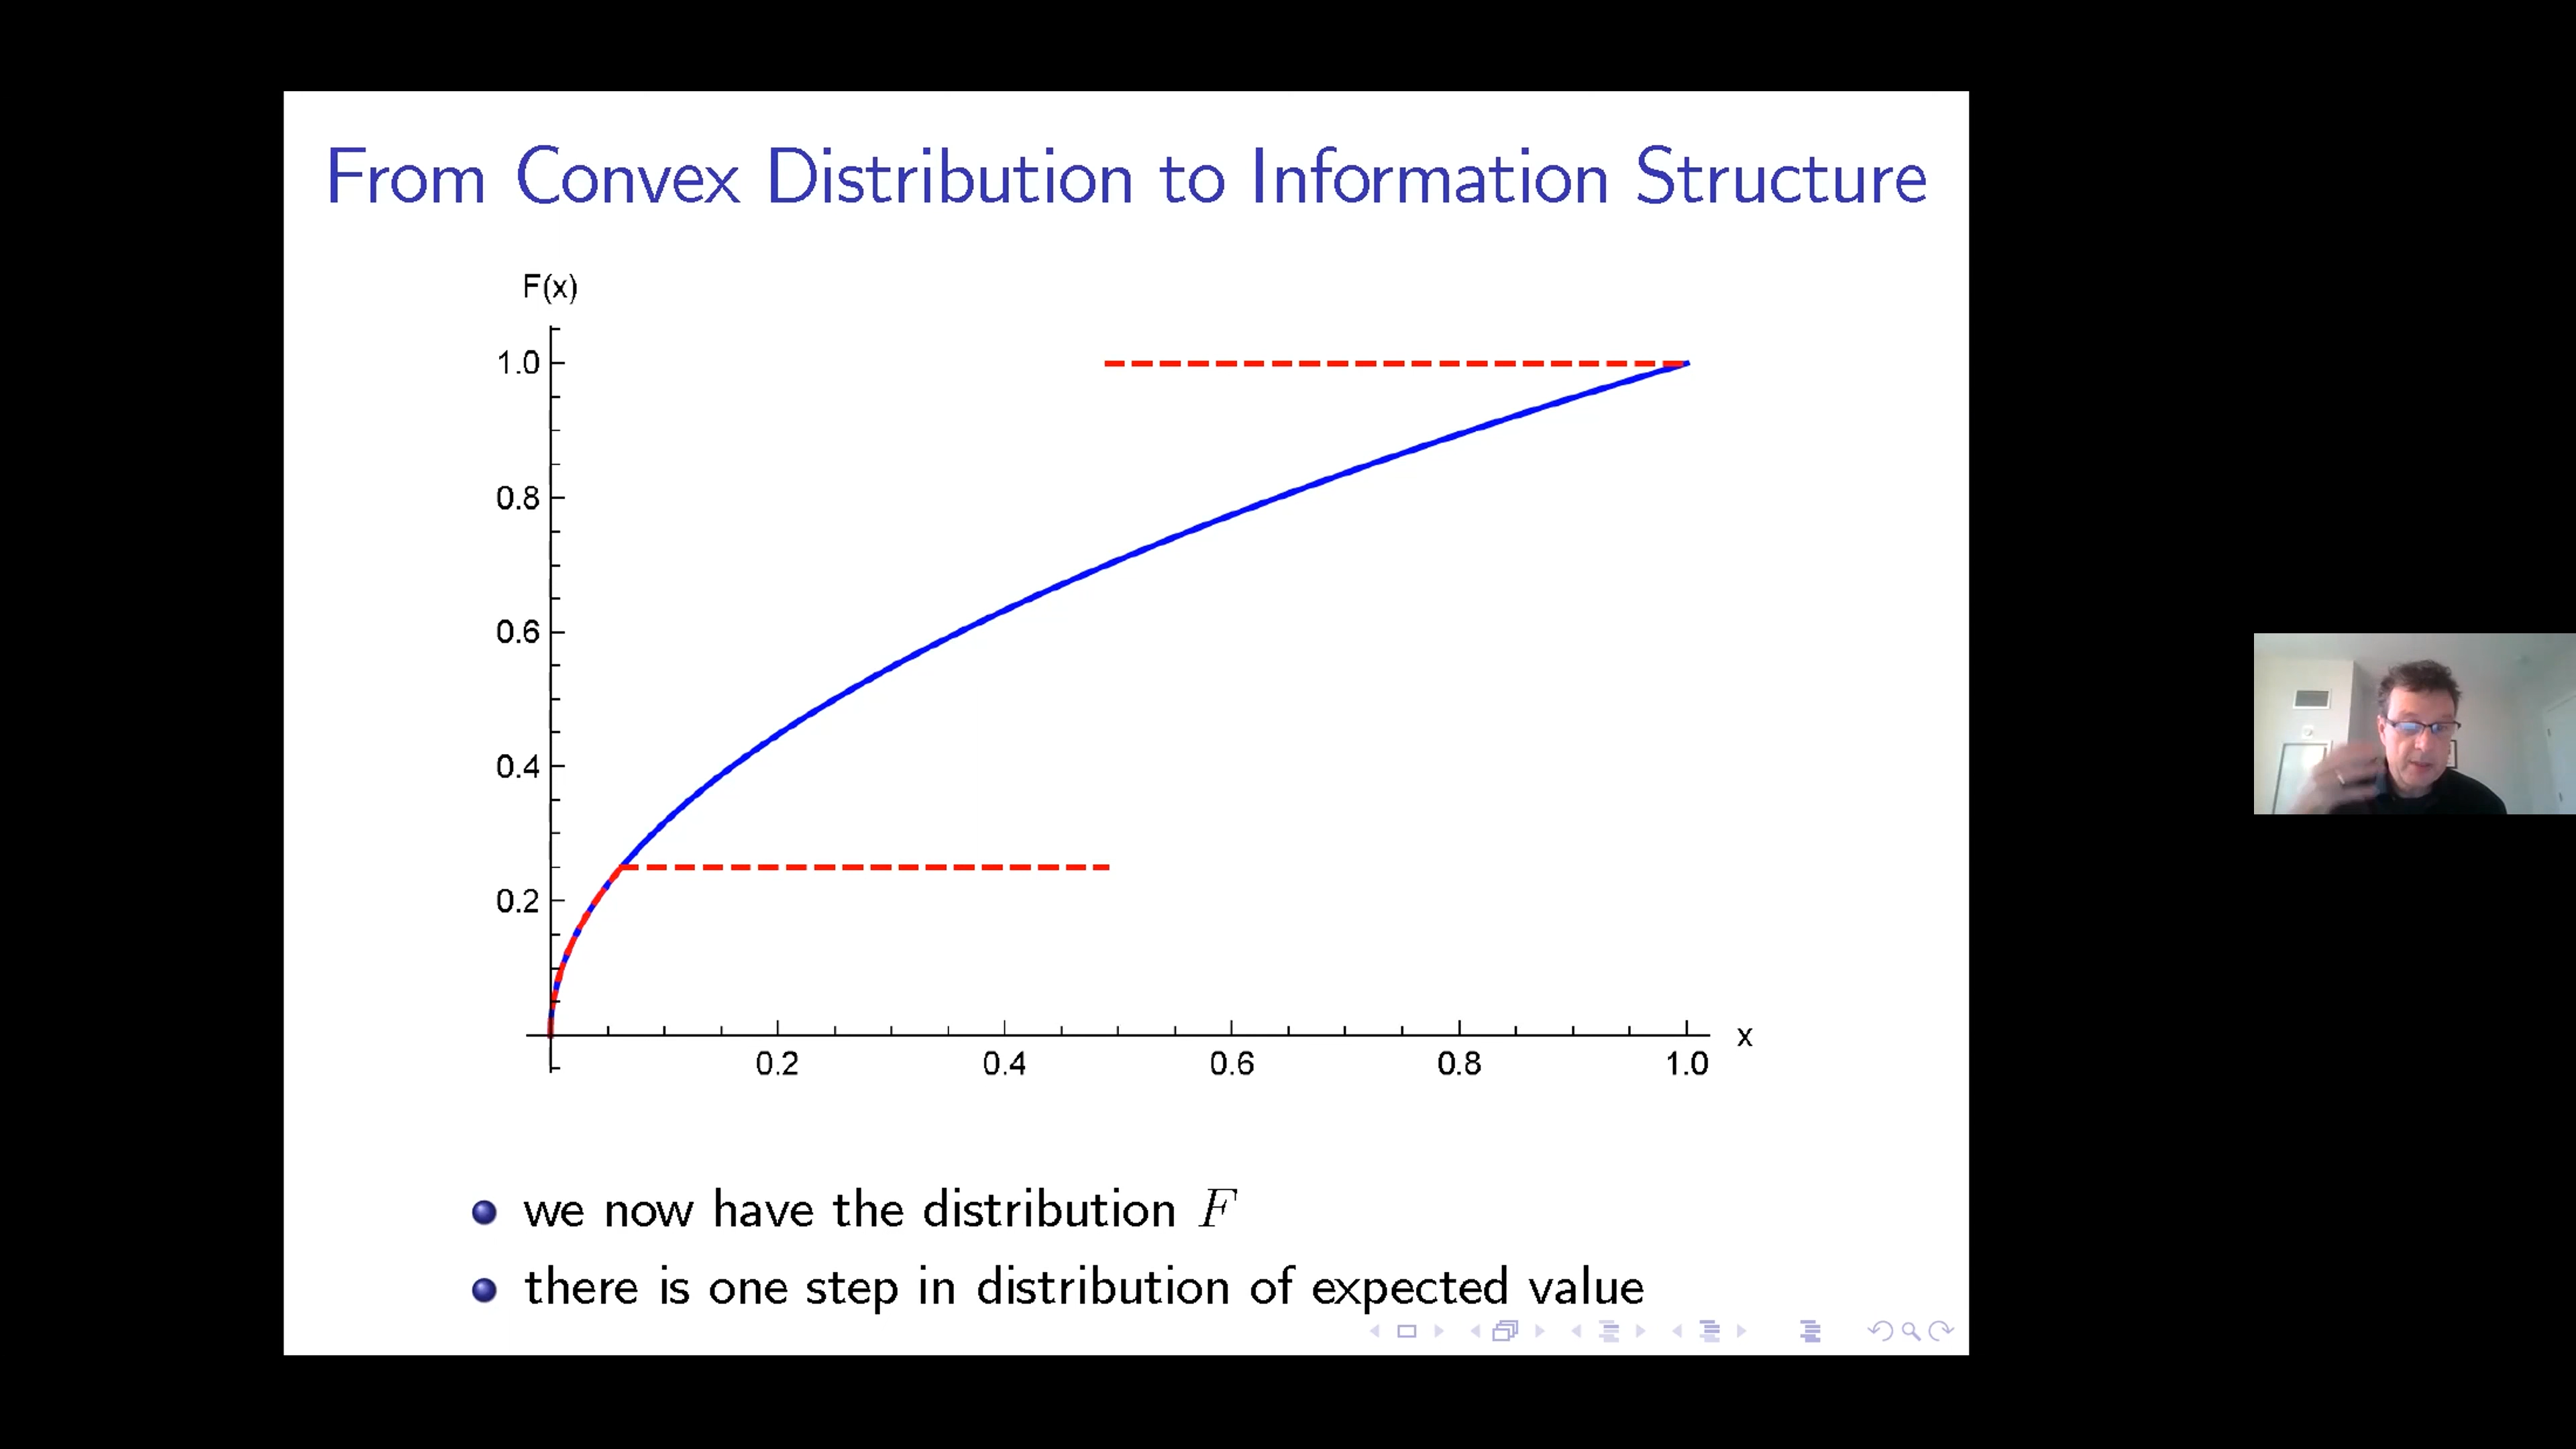 From Convex Distribution to Information Structure
F(x)
1.0
0.8
0.6
0.4
0.2
0.2 0.4 0.6 0.8 1.0 x
we now have the distribution F
there is one step in distribution of expected value